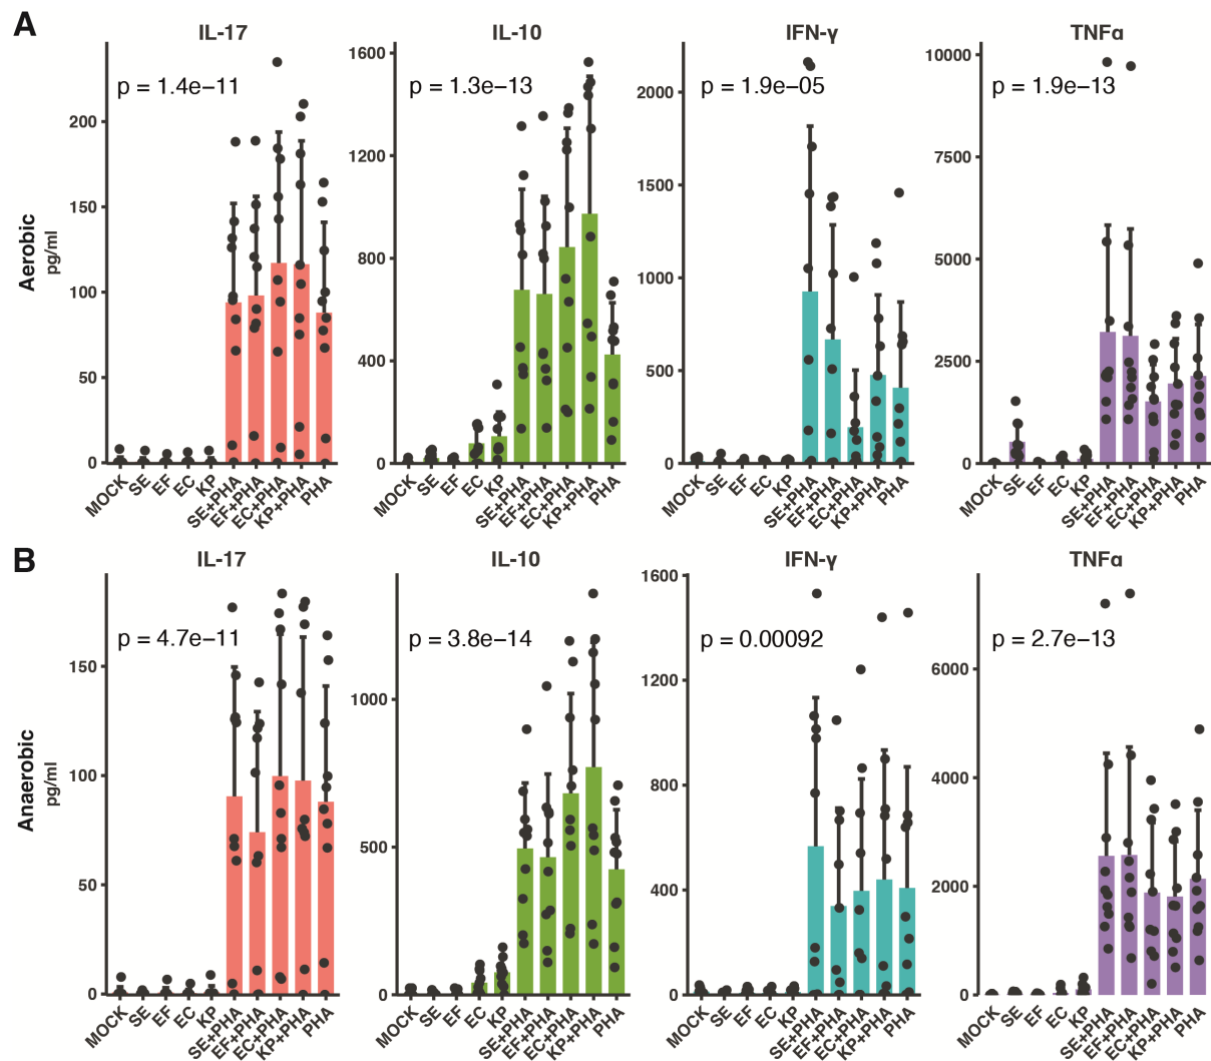 A
IL-17
IL-10
IFN-γ
TNFα
Aerobic
pg/ml
p = 1.4e−11
p = 1.3e−13
p = 1.9e−05
p = 1.9e−13
200
150
100
50
0
1600
1200
800
400
0
2000
1500
1000
500
0
10000
7500
5000
2500
0
MOCK
SE
EF
EC
KP
SE+PHA
EF+PHA
EC+PHA
KP+PHA
PHA
MOCK
SE
EF
EC
KP
SE+PHA
EF+PHA
EC+PHA
KP+PHA
PHA
MOCK
SE
EF
EC
KP
SE+PHA
EF+PHA
EC+PHA
KP+PHA
PHA
MOCK
SE
EF
EC
KP
SE+PHA
EF+PHA
EC+PHA
KP+PHA
PHA
B
IL-17
IL-10
IFN-γ
TNFα
Anaerobic
pg/ml
p = 4.7e−11
p = 3.8e−14
p = 0.00092
p = 2.7e−13
150
100
50
0
1000
500
0
1600
1200
800
400
0
6000
4000
2000
0
MOCK
SE
EF
EC
KP
SE+PHA
EF+PHA
EC+PHA
KP+PHA
PHA
MOCK
SE
EF
EC
KP
SE+PHA
EF+PHA
EC+PHA
KP+PHA
PHA
MOCK
SE
EF
EC
KP
SE+PHA
EF+PHA
EC+PHA
KP+PHA
PHA
MOCK
SE
EF
EC
KP
SE+PHA
EF+PHA
EC+PHA
KP+PHA
PHA